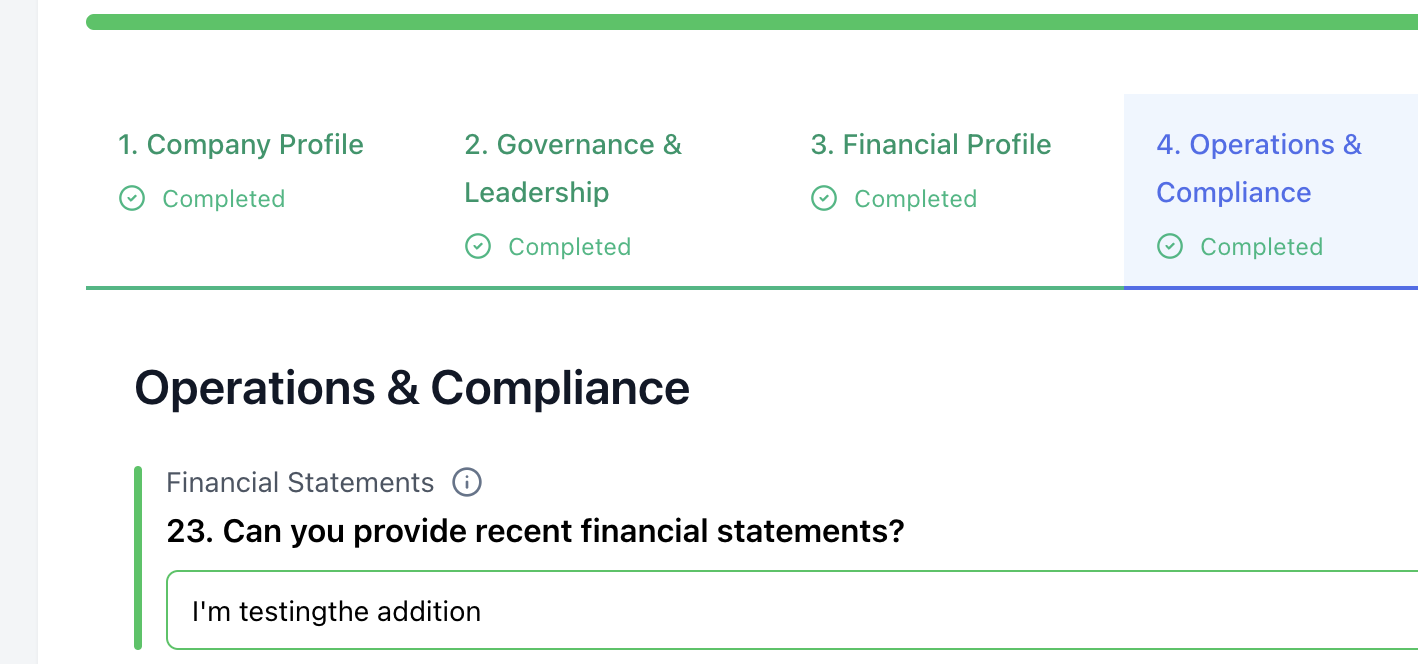 1. Company Profile
Completed
2. Governance &
Leadership
Completed
3. Financial Profile
Completed
4. Operations &
Compliance
Completed
Operations & Compliance
Financial Statements
23. Can you provide recent financial statements?
I'm testingthe addition